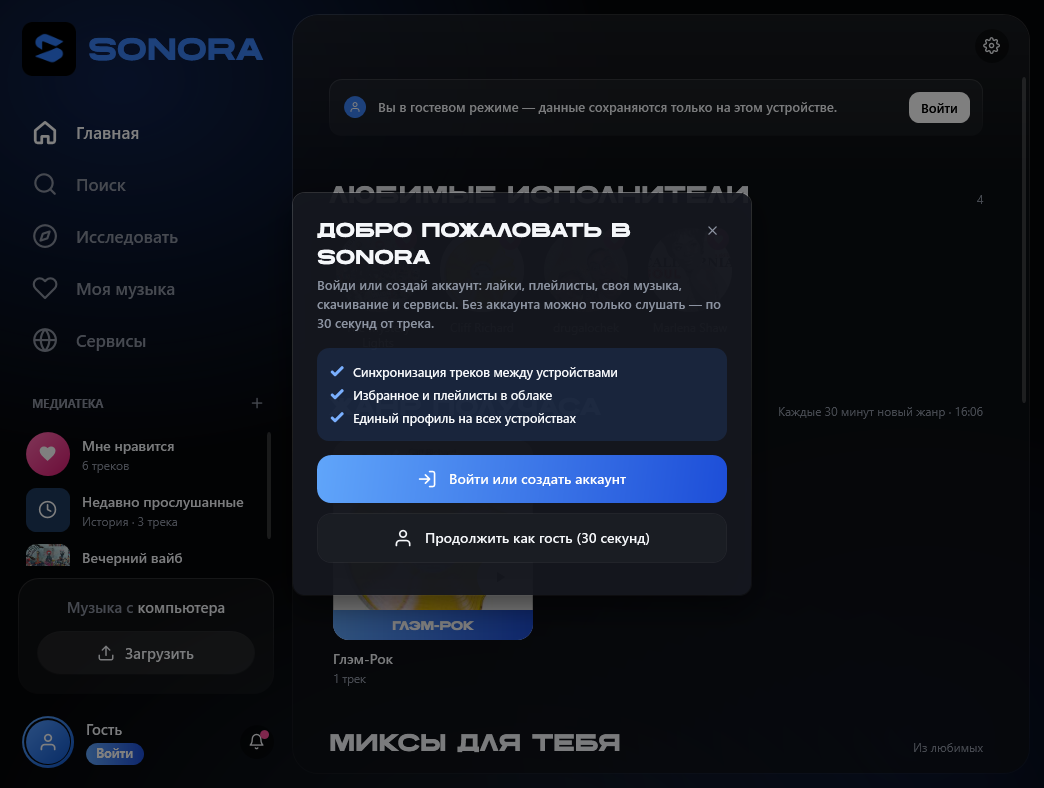 SONORA
Главная
Поиск
Исследовать
Моя музыка
Сервисы
МЕДИАТЕКА
Мне нравится
6 треков
Недавно прослушанные
История · 3 трека
Вечерний вайб
Музыка с компьютера
Загрузить
Гость
Войти
Вы в гостевом режиме — данные сохраняются только на этом устройстве.
Войти
ЛЮБИМЫЕ ИСПОЛНИТЕЛИ
4
ДОБРО ПОЖАЛОВАТЬ В
SONORA
Войди или создай аккаунт: лайки, плейлисты, своя музыка,
скачивание и сервисы. Без аккаунта можно только слушать — по
30 секунд от трека.
Синхронизация треков между устройствами
Избранное и плейлисты в облаке
Единый профиль на всех устройствах
Войти или создать аккаунт
Продолжить как гость (30 секунд)
Каждые 30 минут новый жанр · 16:06
ГЛЭМ-РОК
Глэм-Рок
1 трек
МИКСЫ ДЛЯ ТЕБЯ
Из любимых